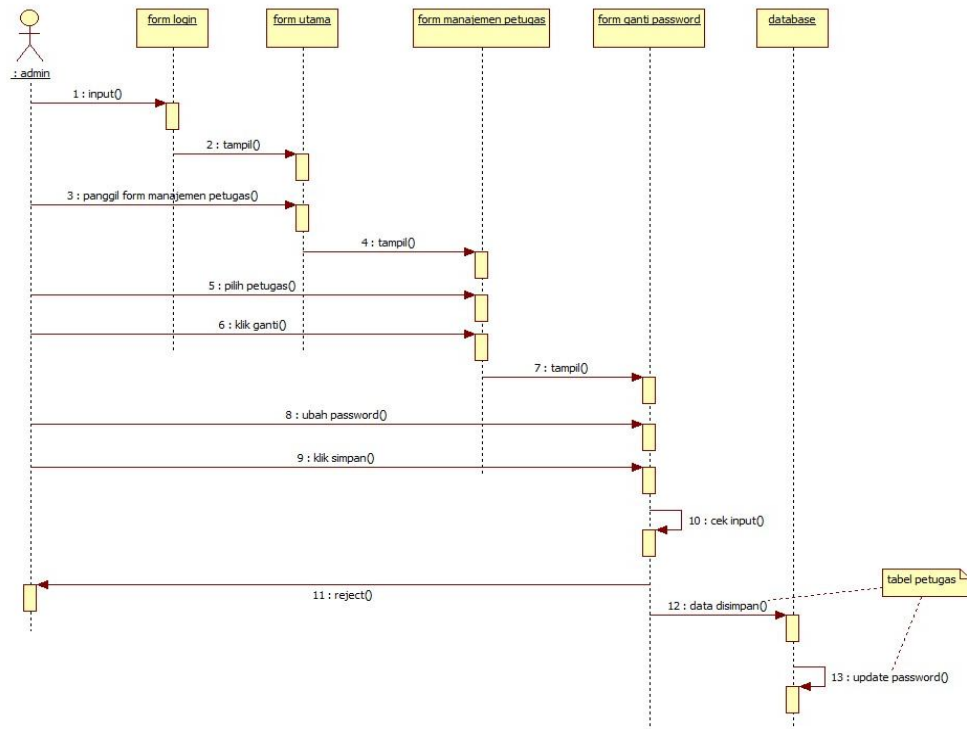 form login
form utama
form manajemen petugas
form ganti password
database
: admin
1 : input()
2 : tampil()
3 : panggil form manajemen petugas()
4 : tampil()
5 : pilih petugas()
6 : klik ganti()
7 : tampil()
8 : ubah password()
9 : klik simpan()
10 : cek input()
11 : reject()
tabel petugas
12 : data disimpan()
13 : update password()